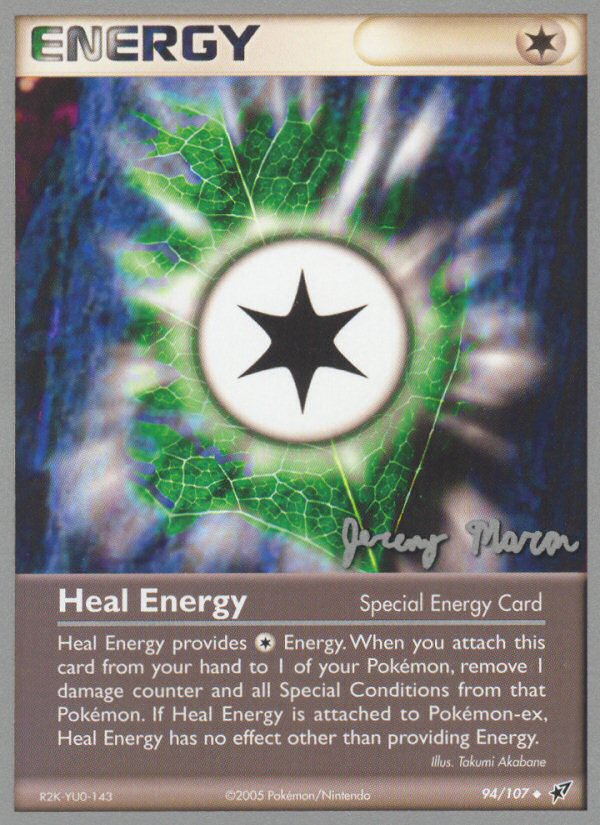 ENERGY
Jeremy Maron
Heal Energy
Special Energy Card
Heal Energy provides Energy. When you attach this
card from your hand to 1 of your Pokémon, remove 1
damage counter and all Special Conditions from that
Pokémon. If Heal Energy is attached to Pokémon-ex,
Heal Energy has no effect other than providing Energy.
Illus. Takumi Akabane
R2K-YU0-143
©2005 Pokémon/Nintendo
94/107